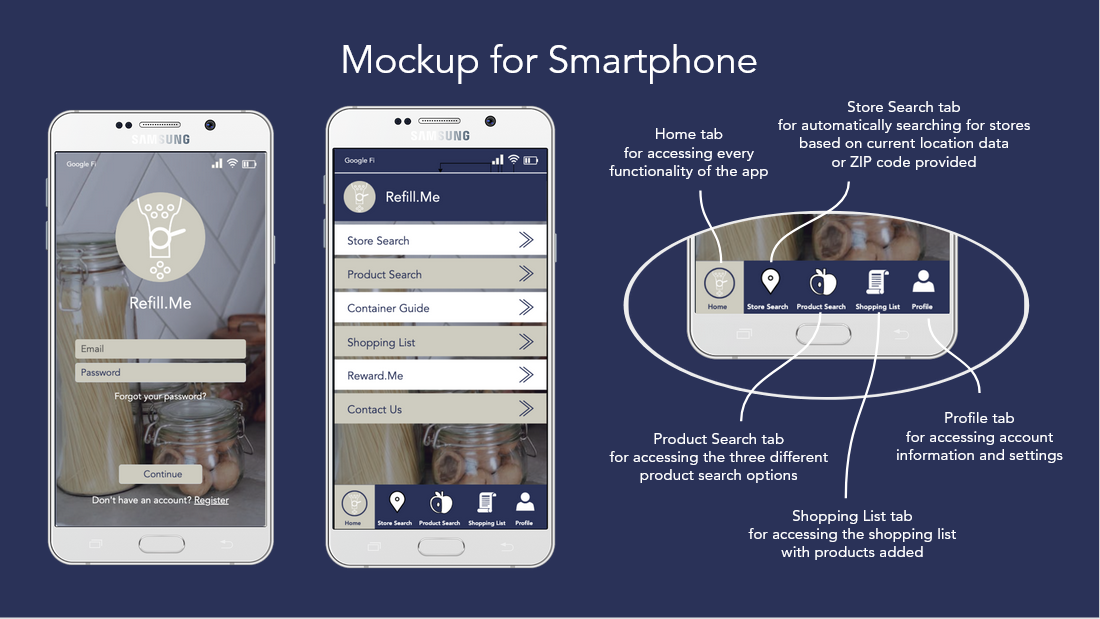 Mockup for Smartphone
SAMSUNG
Google Fi
Refill.Me
Email
Password
Forgot your password?
Continue
Don't have an account? Register
SAMSUNG
Google Fi
Refill.Me
Store Search
Product Search
Container Guide
Shopping List
Reward.Me
Contact Us
Home
Store Search
Product Search
Shopping List
Profile
Home tab
for accessing every
functionality of the app
Store Search tab
for automatically searching for stores
based on current location data
or ZIP code provided
Home
Store Search
Product Search
Shopping List
Profile
Product Search tab
for accessing the three different
product search options
Profile tab
for accessing account
information and settings
Shopping List tab
for accessing the shopping list
with products added